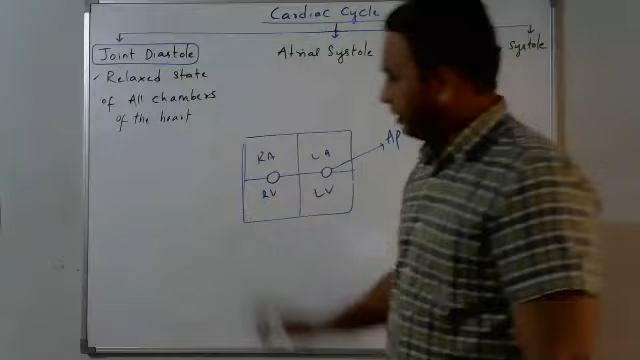 Cardiac Cycle
Joint Diastole
Atrial Systole
Systole
✓ Relaxed state
of All chambers
of the heart
RA
LA
RV
LV
AP